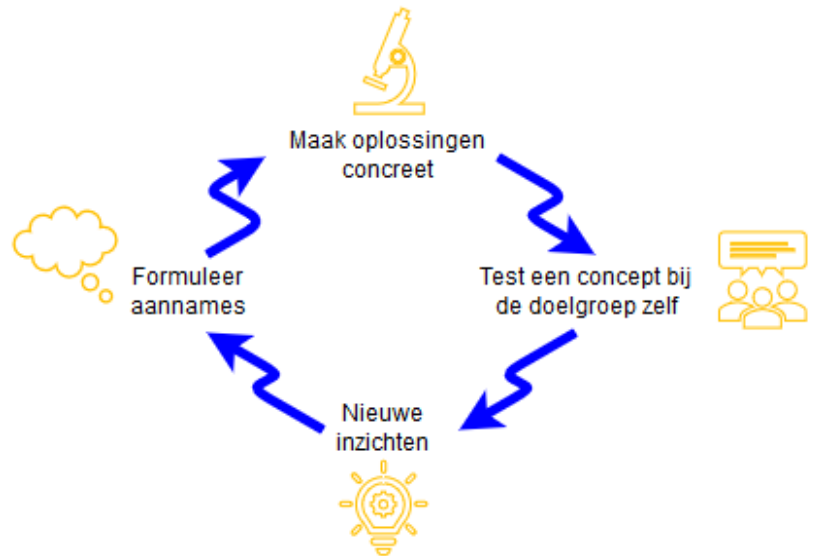 Maak oplossingen
concreet
Formuleer
aannames
Test een concept bij
de doelgroep zelf
Nieuwe
inzichten